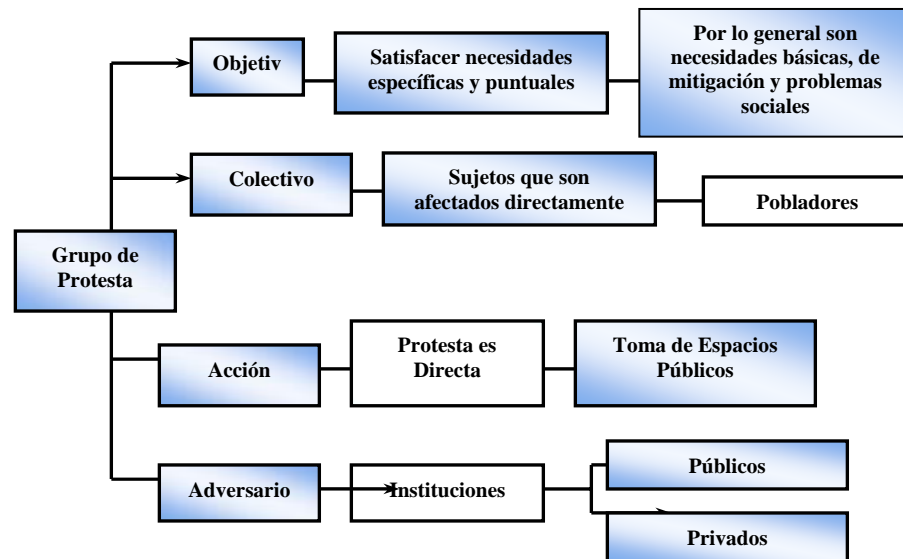 Objetiv
Satisfacer necesidades
específicas y puntuales
Por lo general son
necesidades básicas, de
mitigación y problemas
sociales
Colectivo
Sujetos que son
afectados directamente
Pobladores
Grupo de
Protesta
Acción
Protesta es
Directa
Toma de Espacios
Públicos
Adversario
Instituciones
Públicos
Privados